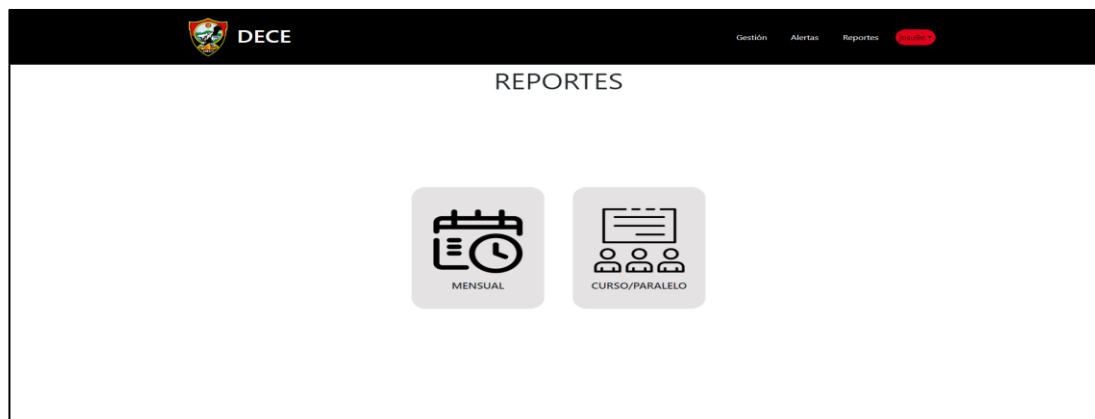 DECE
Gestión Alertas Reportes
REPORTES
MENSUAL
CURSO/PARALELO